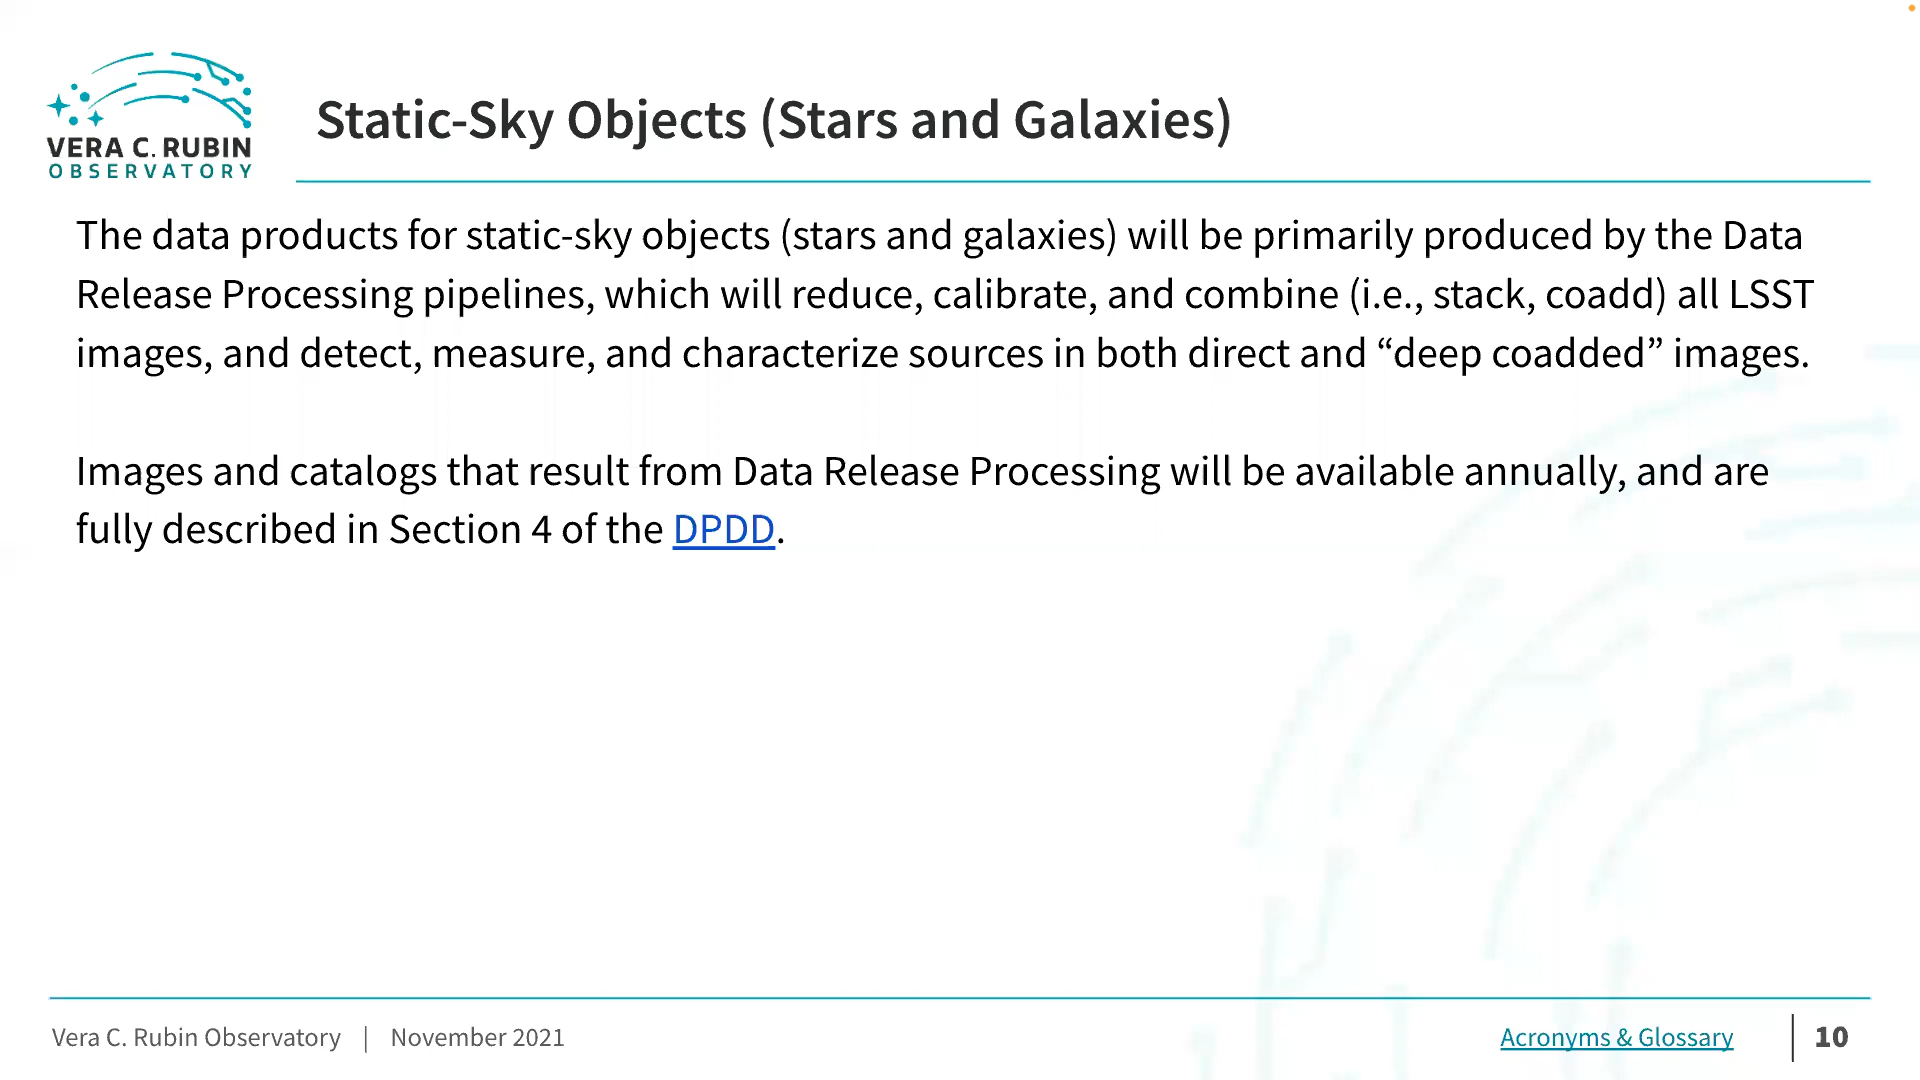 VERA C. RUBIN
OBSERVATORY
Static-Sky Objects (Stars and Galaxies)
The data products for static-sky objects (stars and galaxies) will be primarily produced by the Data
Release Processing pipelines, which will reduce, calibrate, and combine (i.e., stack, coadd) all LSST
images, and detect, measure, and characterize sources in both direct and “deep coadded” images.
Images and catalogs that result from Data Release Processing will be available annually, and are
fully described in Section 4 of the DPDD.
Vera C. Rubin Observatory | November 2021
Acronyms & Glossary | 10